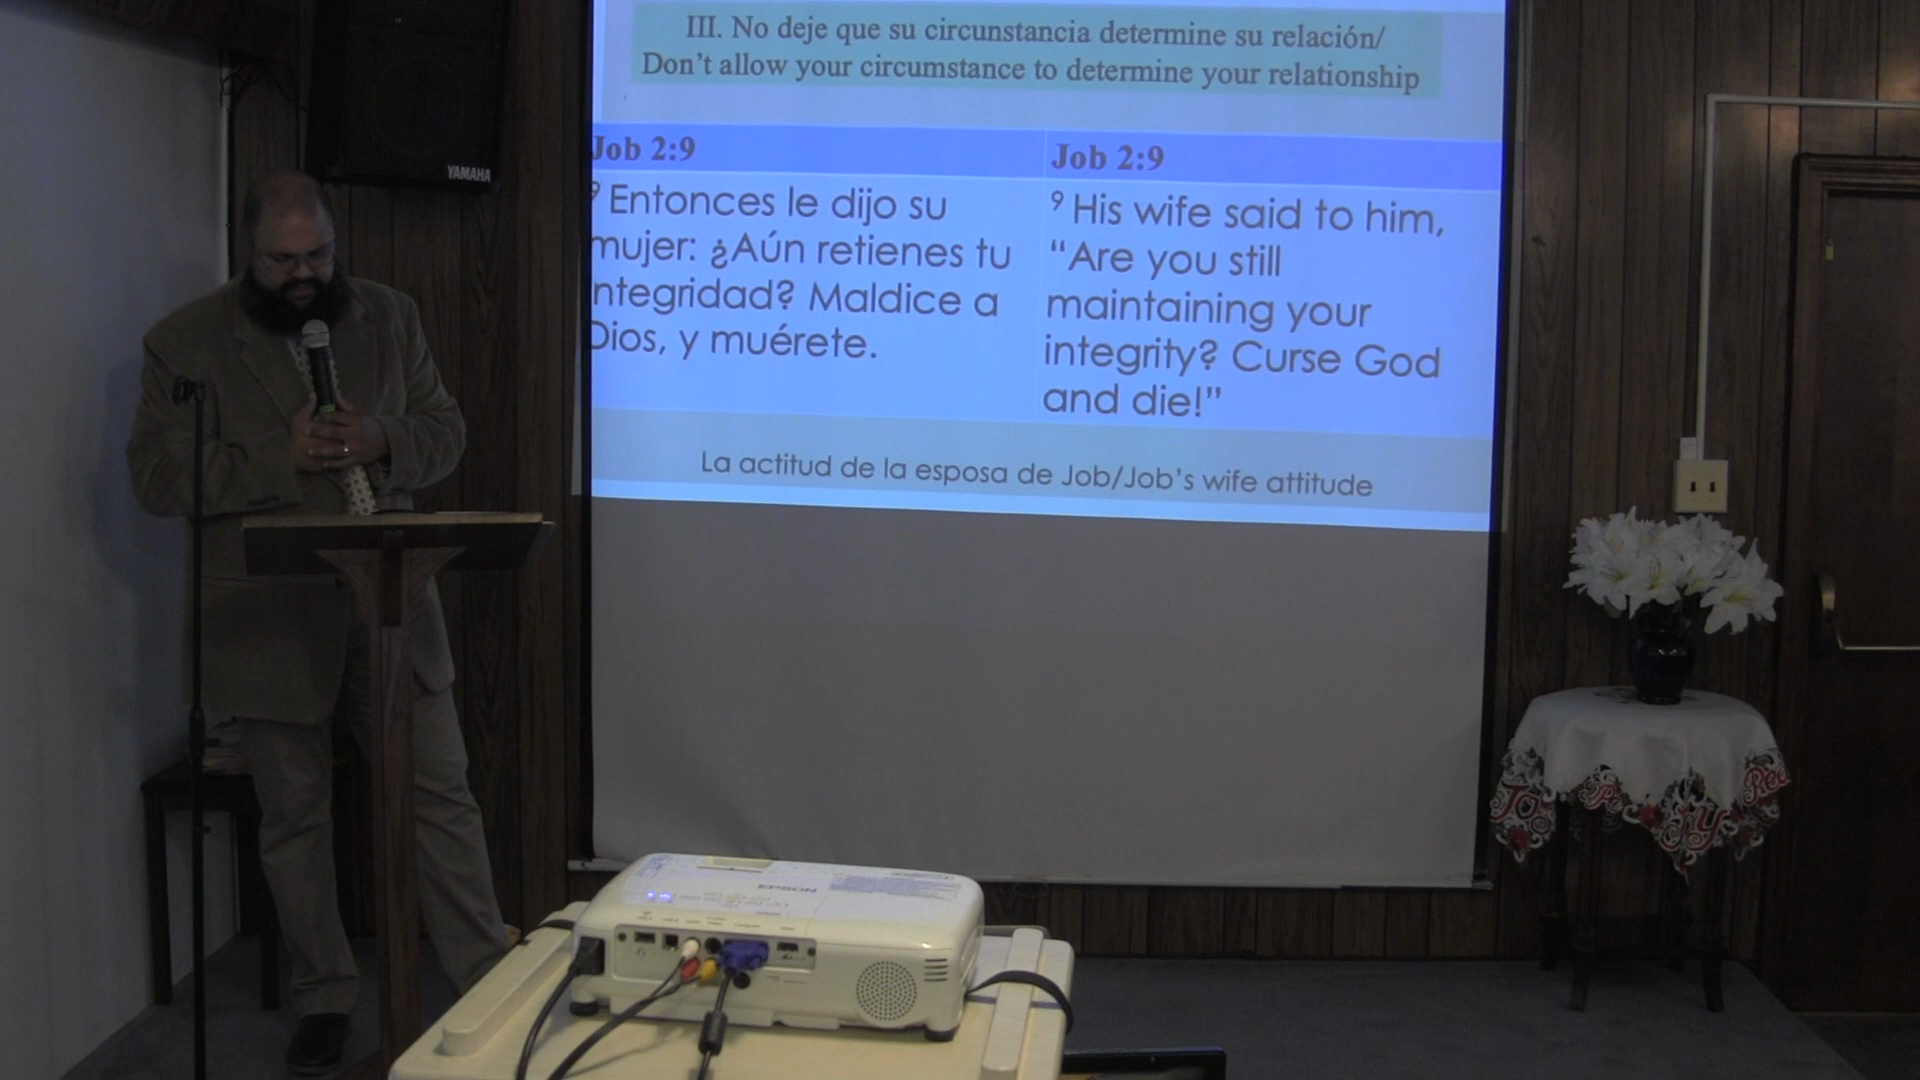 III. No deje que su circunstancia determine su relación/
Don't allow your circumstance to determine your relationship
Job 2:9
9 Entonces le dijo su
mujer: ¿Aún retienes tu
ntegridad? Maldice a
Dios, y muérete.
Job 2:9
9 His wife said to him,
“Are you still
maintaining your
integrity? Curse God
and die!”
La actitud de la esposa de Job/Job's wife attitude
YAMAHA
EPSON
Joy